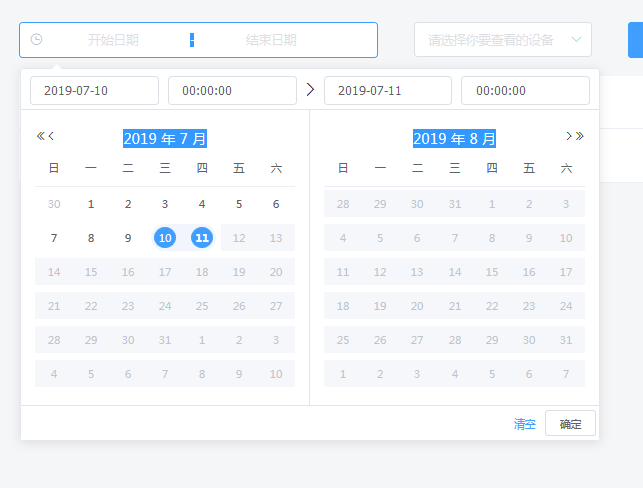 开始日期 - 结束日期 请选择你要查看的设备
2019-07-10 00:00:00 > 2019-07-11 00:00:00
2019 年 7 月
日 一 二 三 四 五 六
30 1 2 3 4 5 6
7 8 9 10 11 12 13
14 15 16 17 18 19 20
21 22 23 24 25 26 27
28 29 30 31 1 2 3
4 5 6 7 8 9 10
2019 年 8 月
日 一 二 三 四 五 六
28 29 30 31 1 2 3
4 5 6 7 8 9 10
11 12 13 14 15 16 17
18 19 20 21 22 23 24
25 26 27 28 29 30 31
1 2 3 4 5 6 7
清空 确定